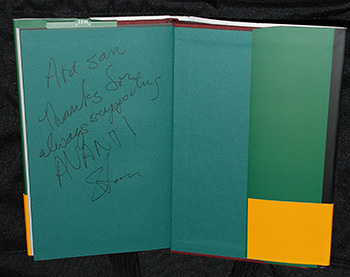 Ara san
Thanks for
always supporting
AVANTI